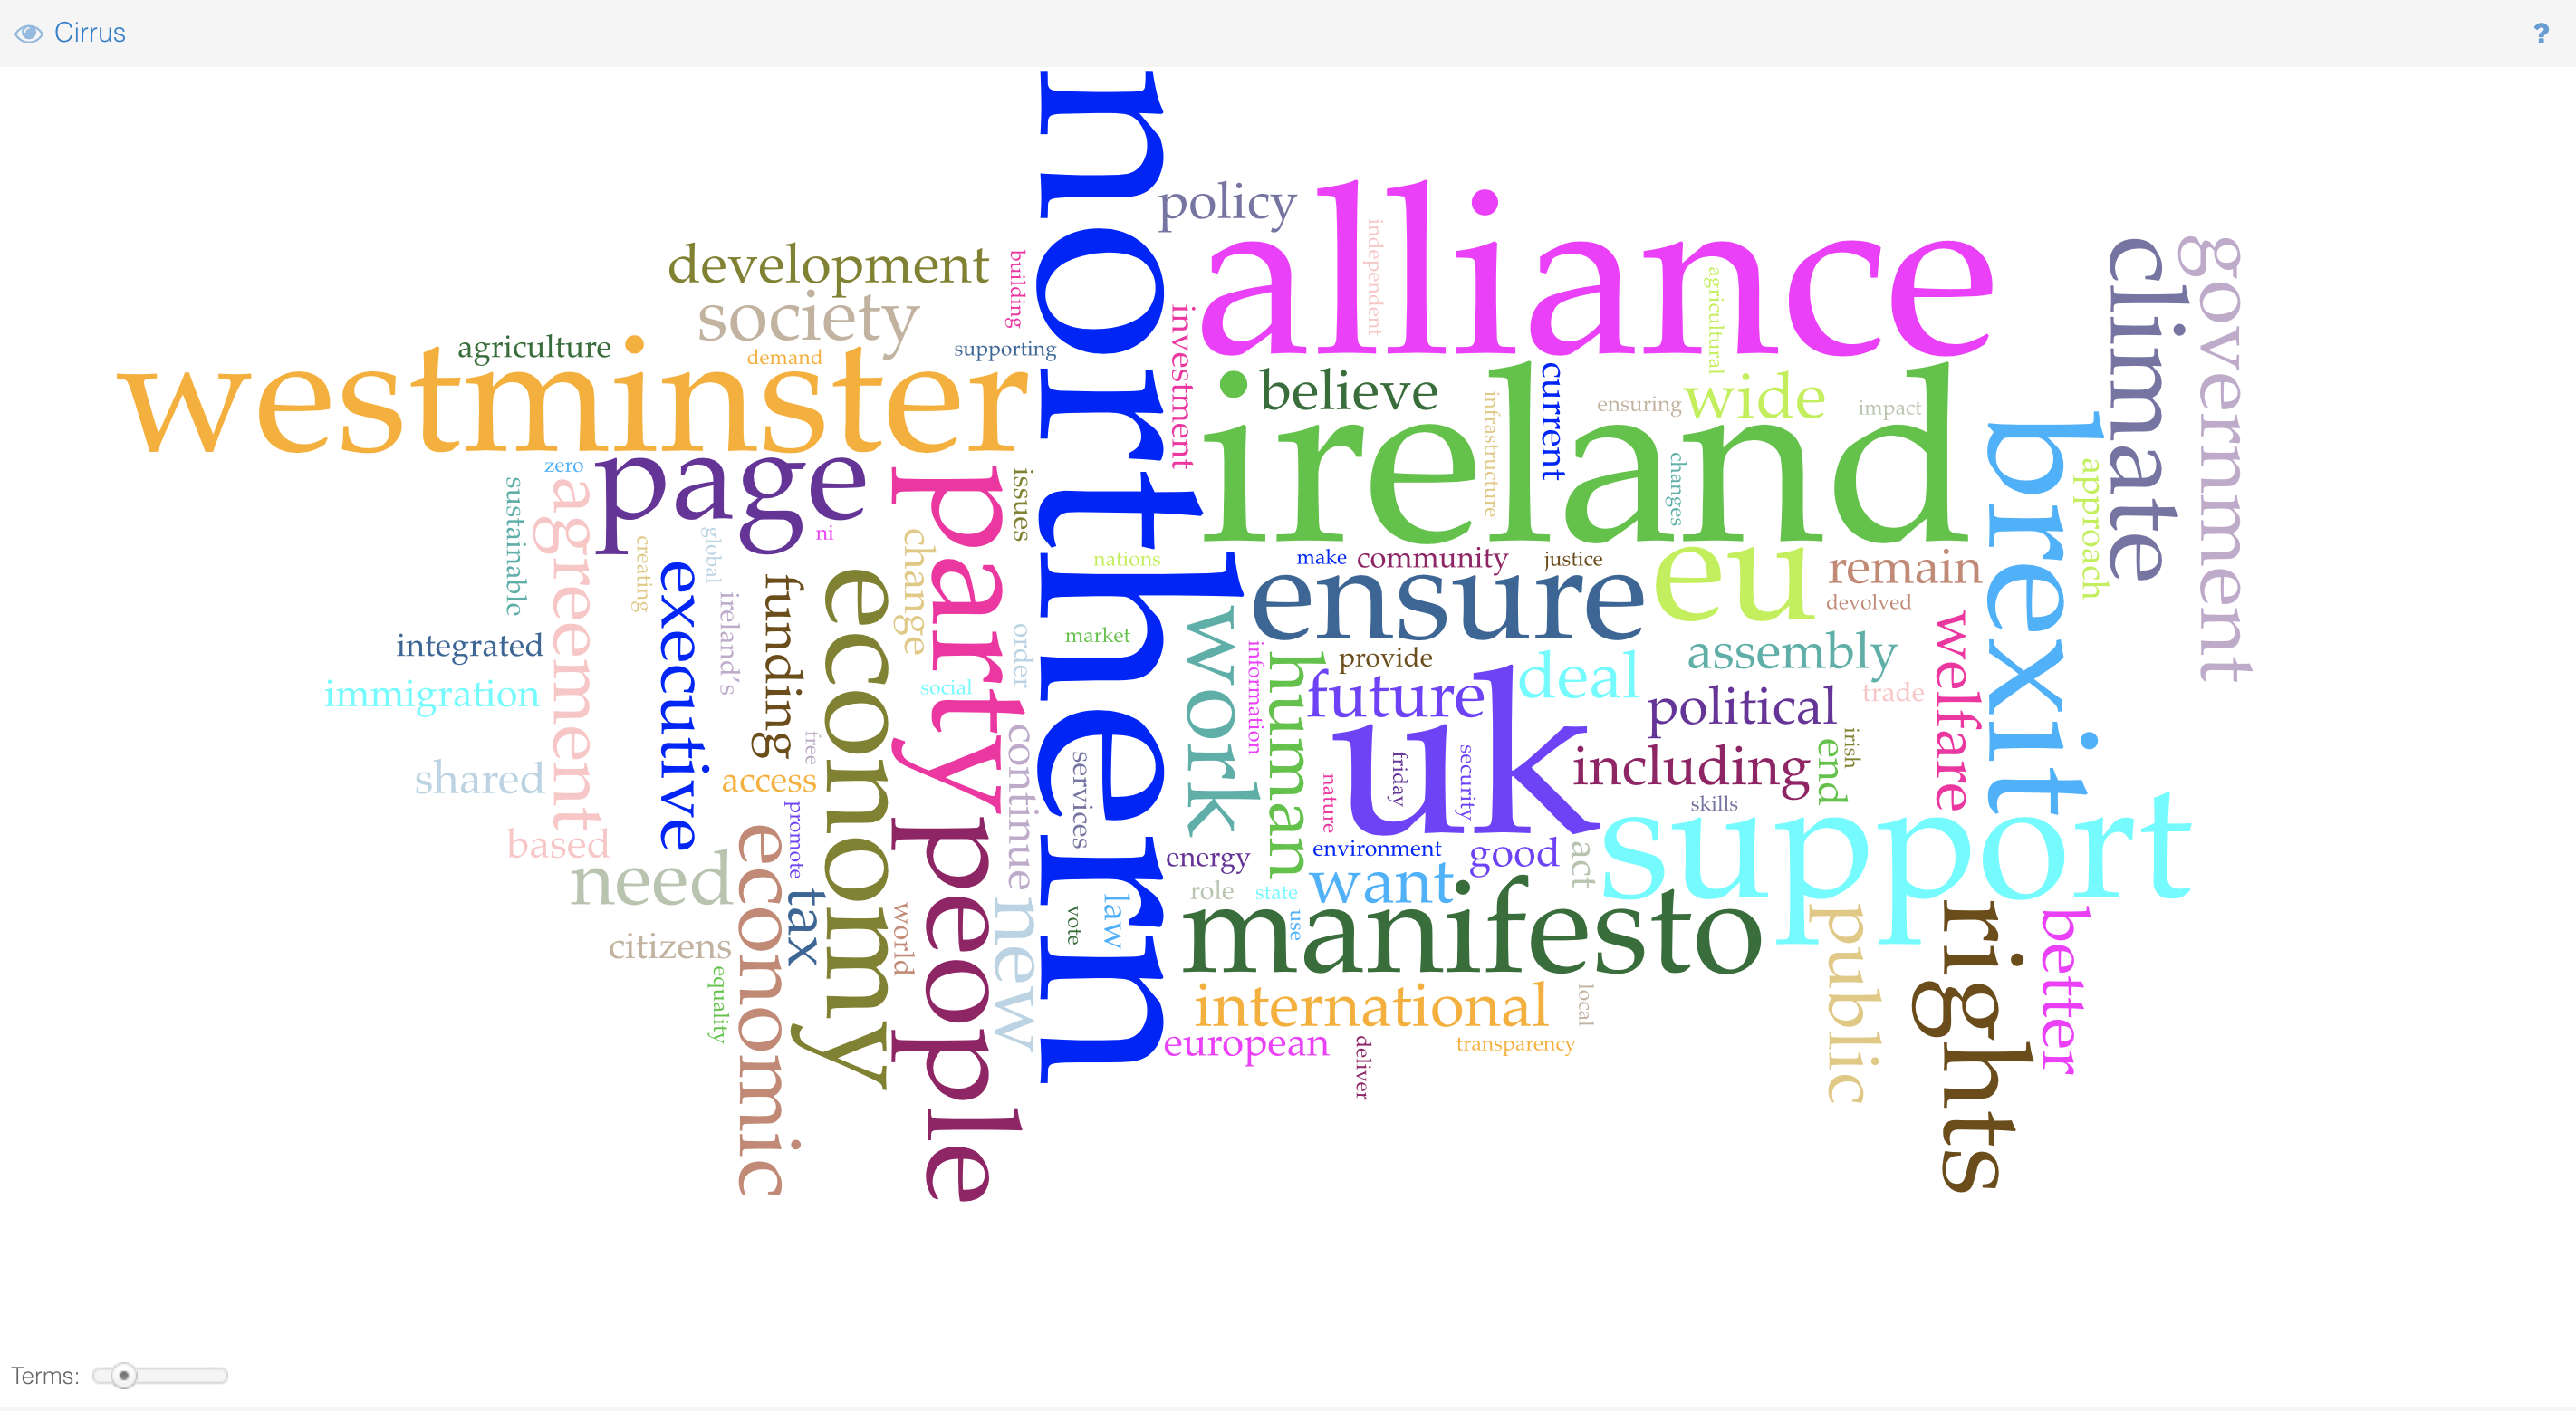 Cirrus
?
northern
policy
alliance
independent
agricultural
climate
government
development
building
society
investment
agriculture
demand
supporting
westminster
believe
current
ensuring
wide
impact
ireland
infrastructure
changes
brexit
approach
zero
page
party
issues
sustainable
agreement
ni
global
creating
change
nations
make
community
justice
ensure
eu
remain
devolved
executive
ireland's
funding
economy
order
market
work
information
human
provide
future
deal
assembly
political
trade
welfare
integrated
immigration
social
continue
free
shared
access
services
uk
friday
security
nature
including
irish
end
skills
support
based
promote
economic
people
energy
environment
good
act
need
tax
world
new
vote
law
role
state
want
use
manifesto
public
rights
better
citizens
equality
international
local
european
deliver
transparency
Terms: